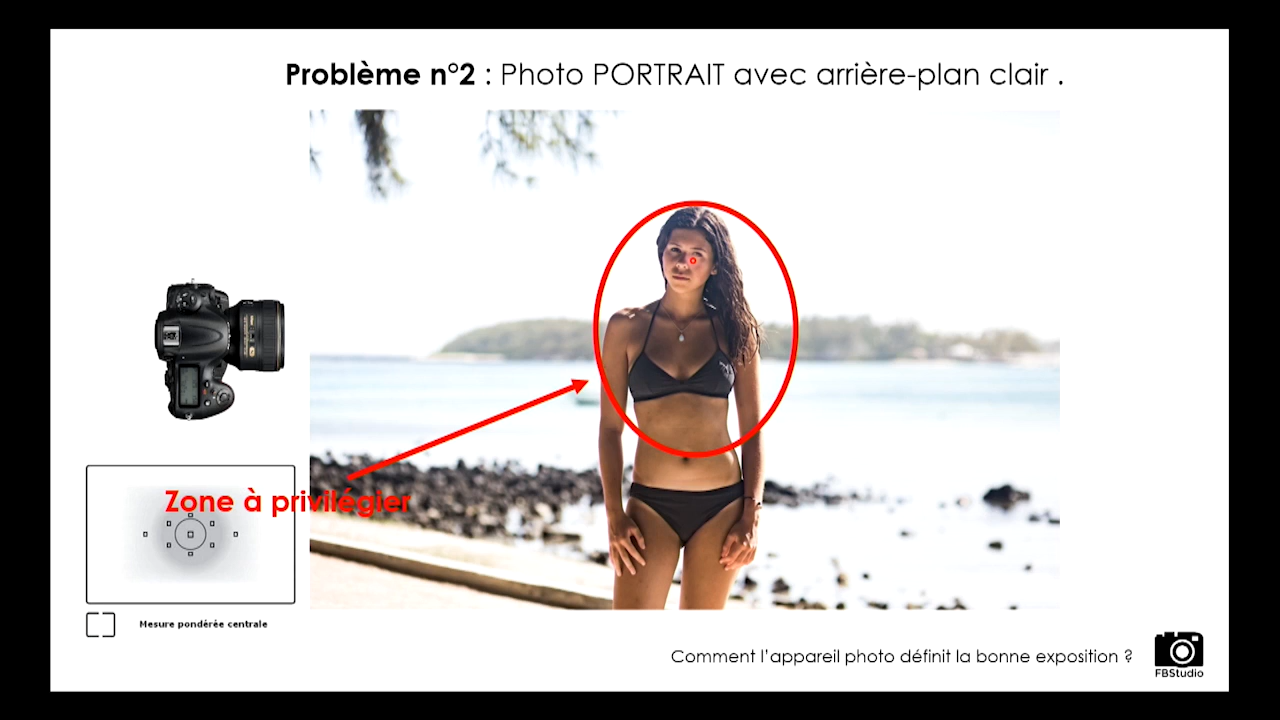 Problème n°2 : Photo PORTRAIT avec arrière-plan clair .
Zone à privilégier
Mesure pondérée centrale
Comment l'appareil photo définit la bonne exposition ?
FBStudio